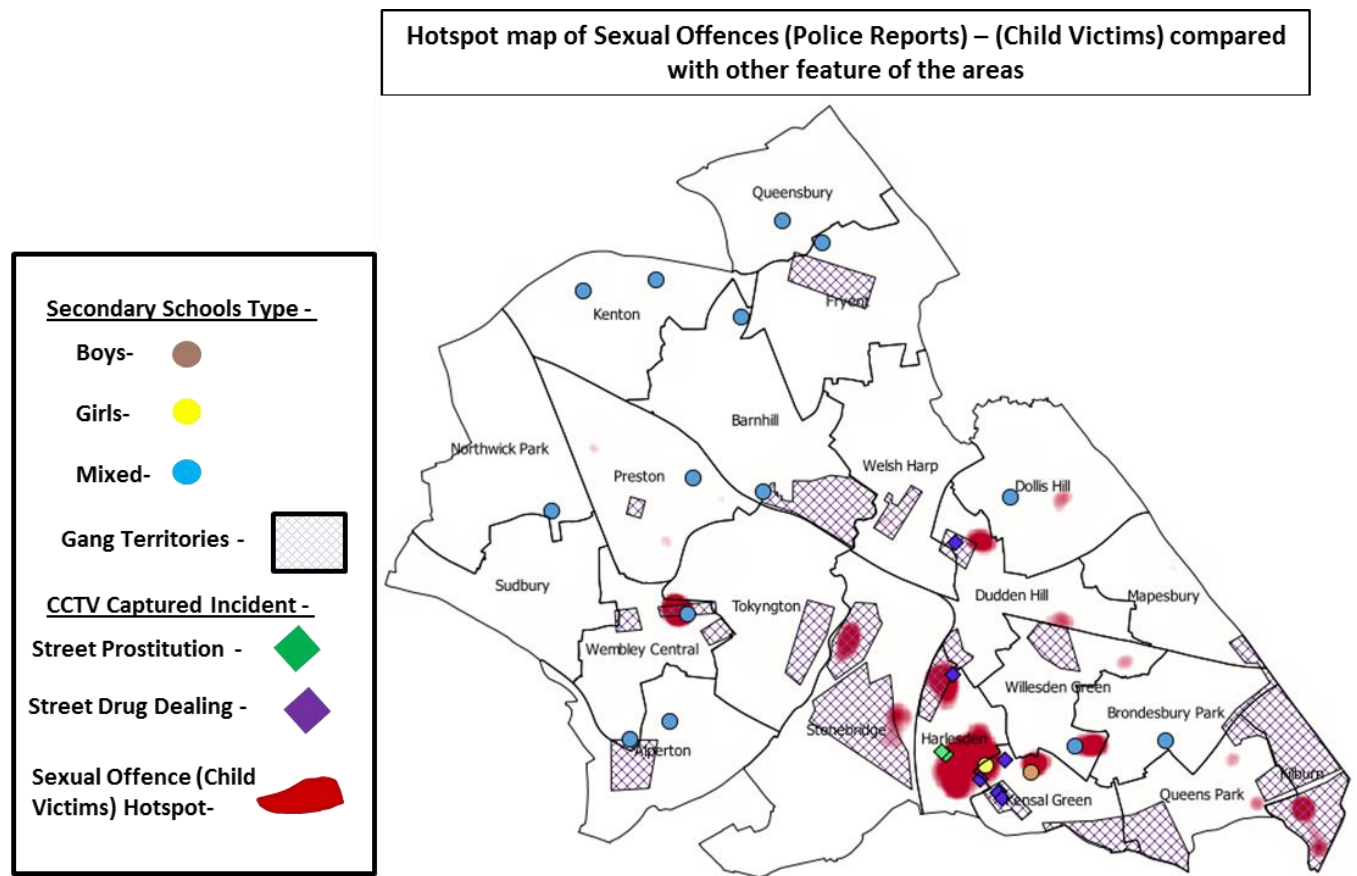 Hotspot map of Sexual Offences (Police Reports) – (Child Victims) compared
with other feature of the areas
Secondary Schools Type -
Boys-
Girls-
Mixed-
Gang Territories -
CCTV Captured Incident -
Street Prostitution -
Street Drug Dealing -
Sexual Offence (Child
Victims) Hotspot-
Queensbury
Fryent
Kenton
Barnhill
Northwick Park
Preston
Welsh Harp
Dollis Hill
Sudbury
Tokyngton
Dudden Hill
Mapesbury
Wembley Central
Willesden Green
Brondesbury Park
Stonebridge
Harlesden
Alperton
Kilburn
Kensal Green
Queens Park